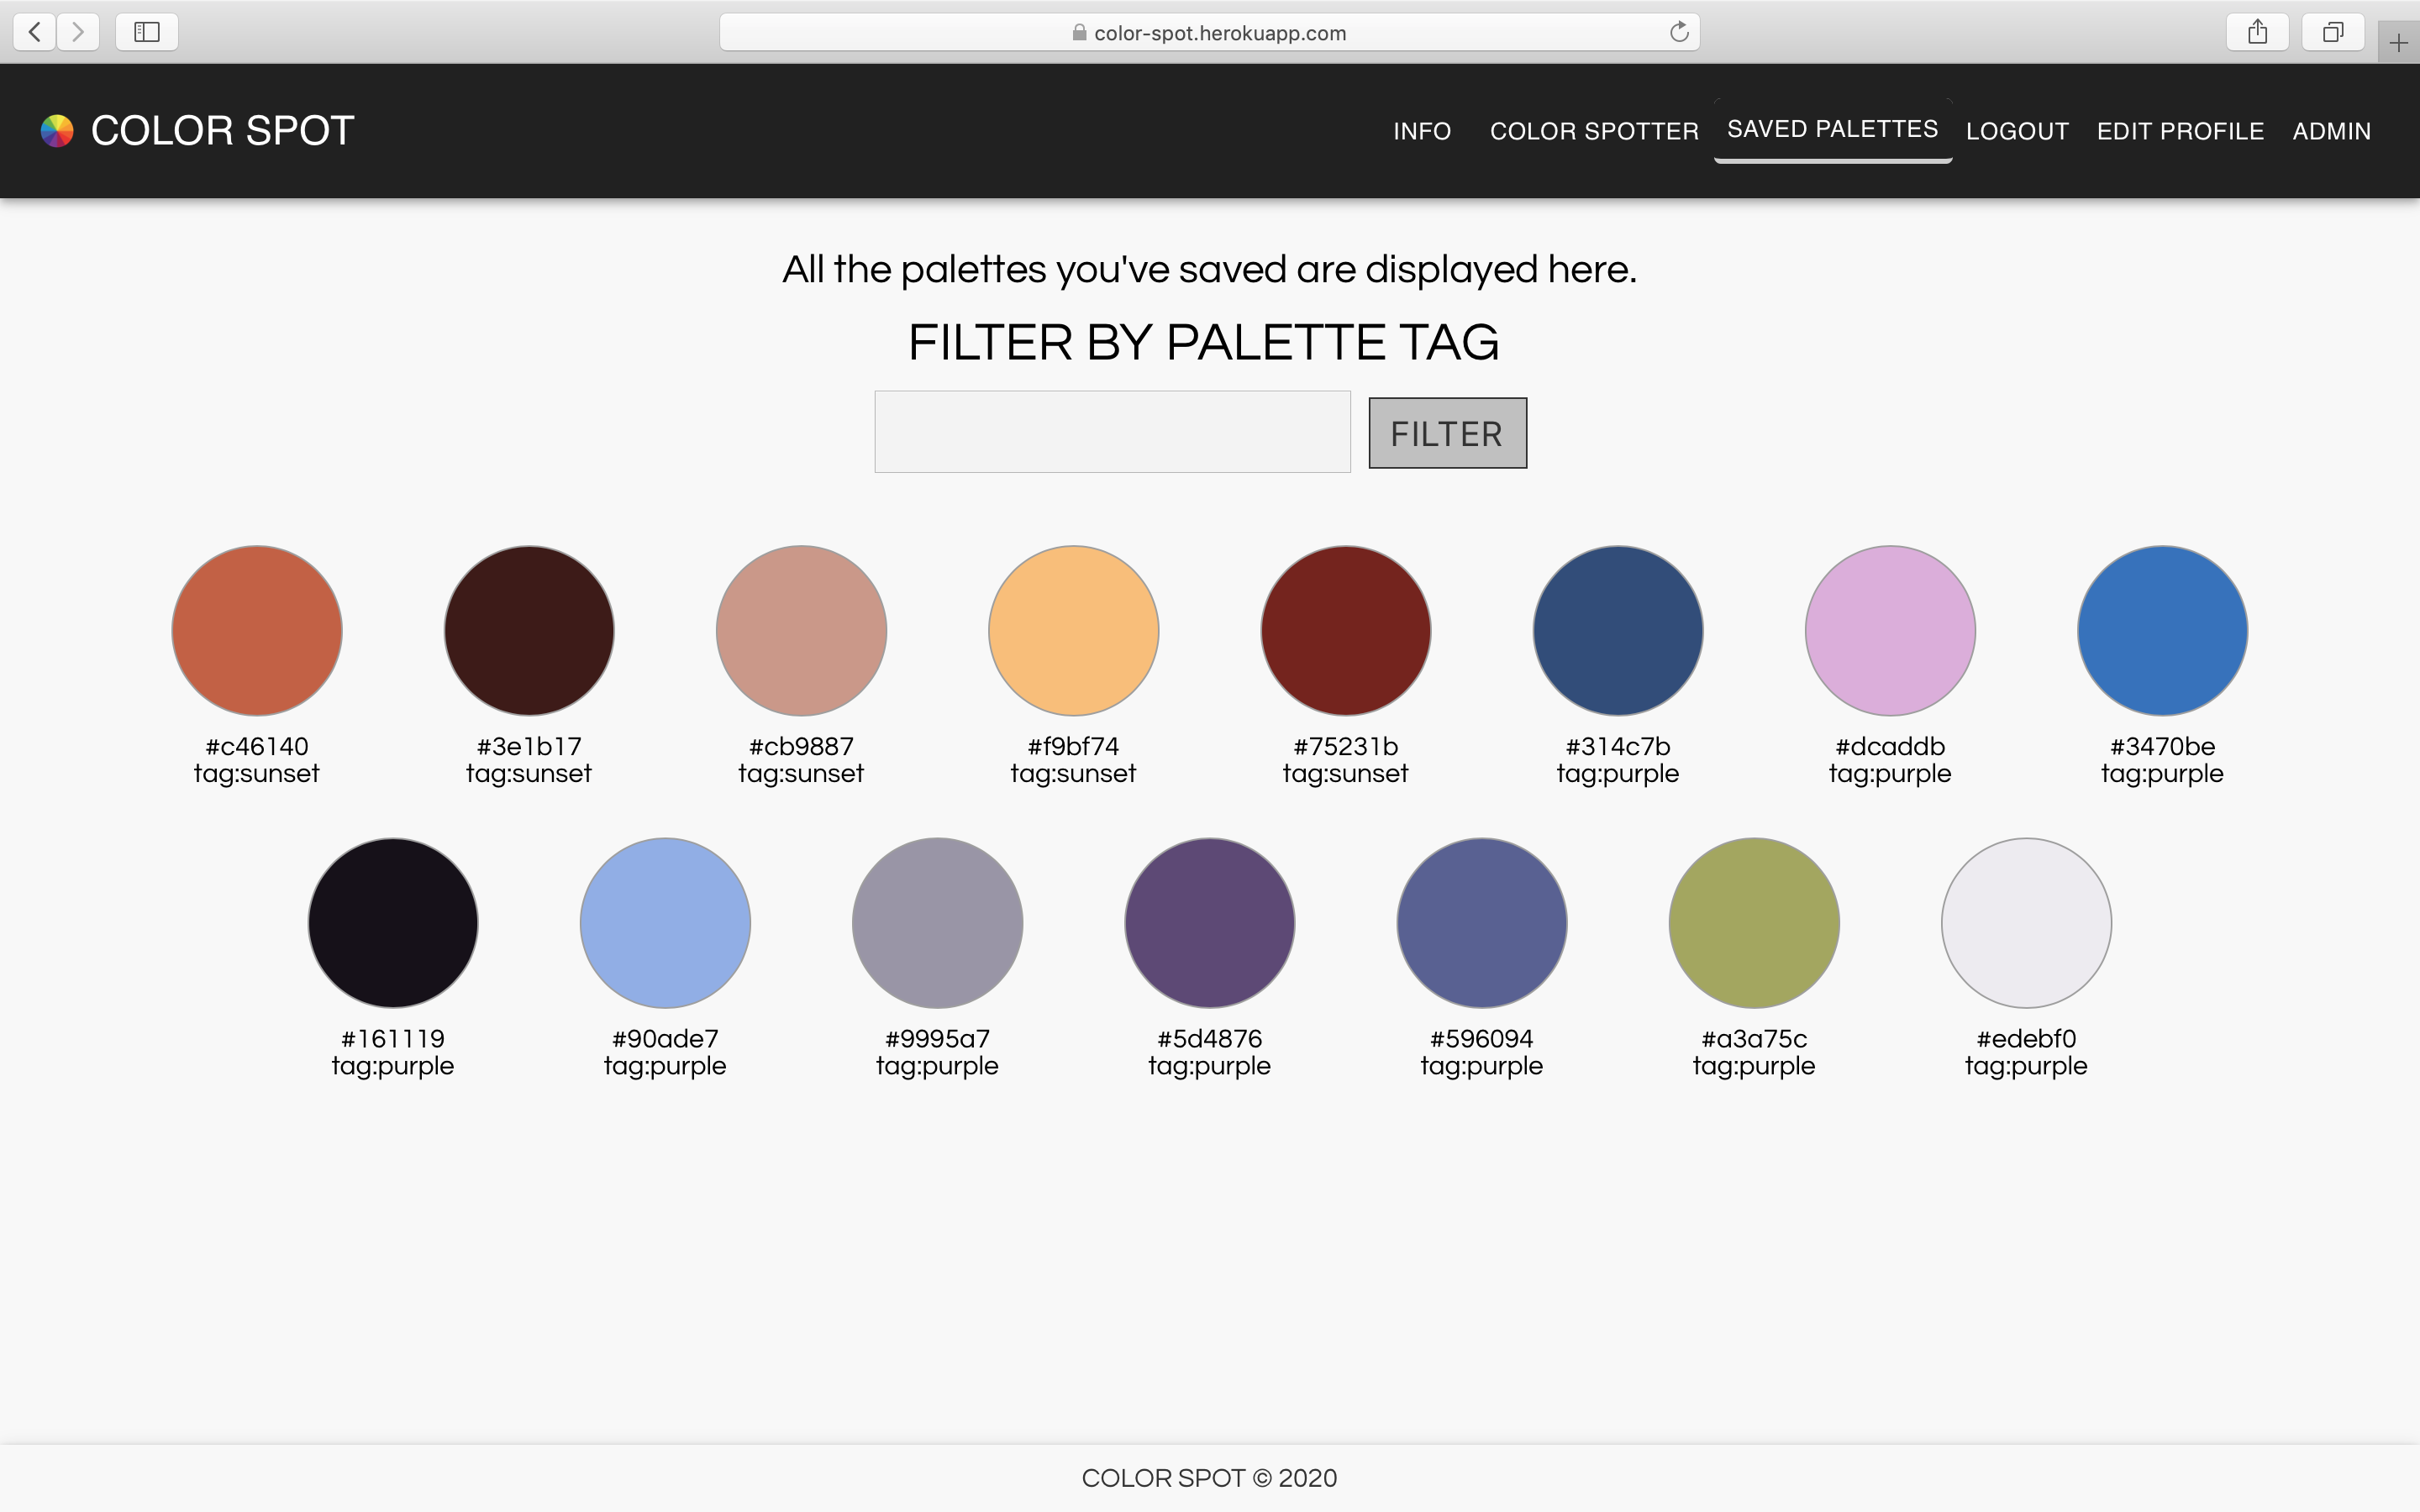 color-spot.herokuapp.com
COLOR SPOT
INFO COLOR SPOTTER SAVED PALETTES LOGOUT EDIT PROFILE ADMIN
All the palettes you've saved are displayed here.
FILTER BY PALETTE TAG
FILTER
#c46140 #3e1b17 #cb9887 #f9bf74 #75231b #314c7b #dcaddb #3470be
tag:sunset tag:sunset tag:sunset tag:sunset tag:sunset tag:purple tag:purple tag:purple
#161119 #90ade7 #9995a7 #5d4876 #596094 #a3a75c #edebf0
tag:purple tag:purple tag:purple tag:purple tag:purple tag:purple tag:purple
COLOR SPOT © 2020